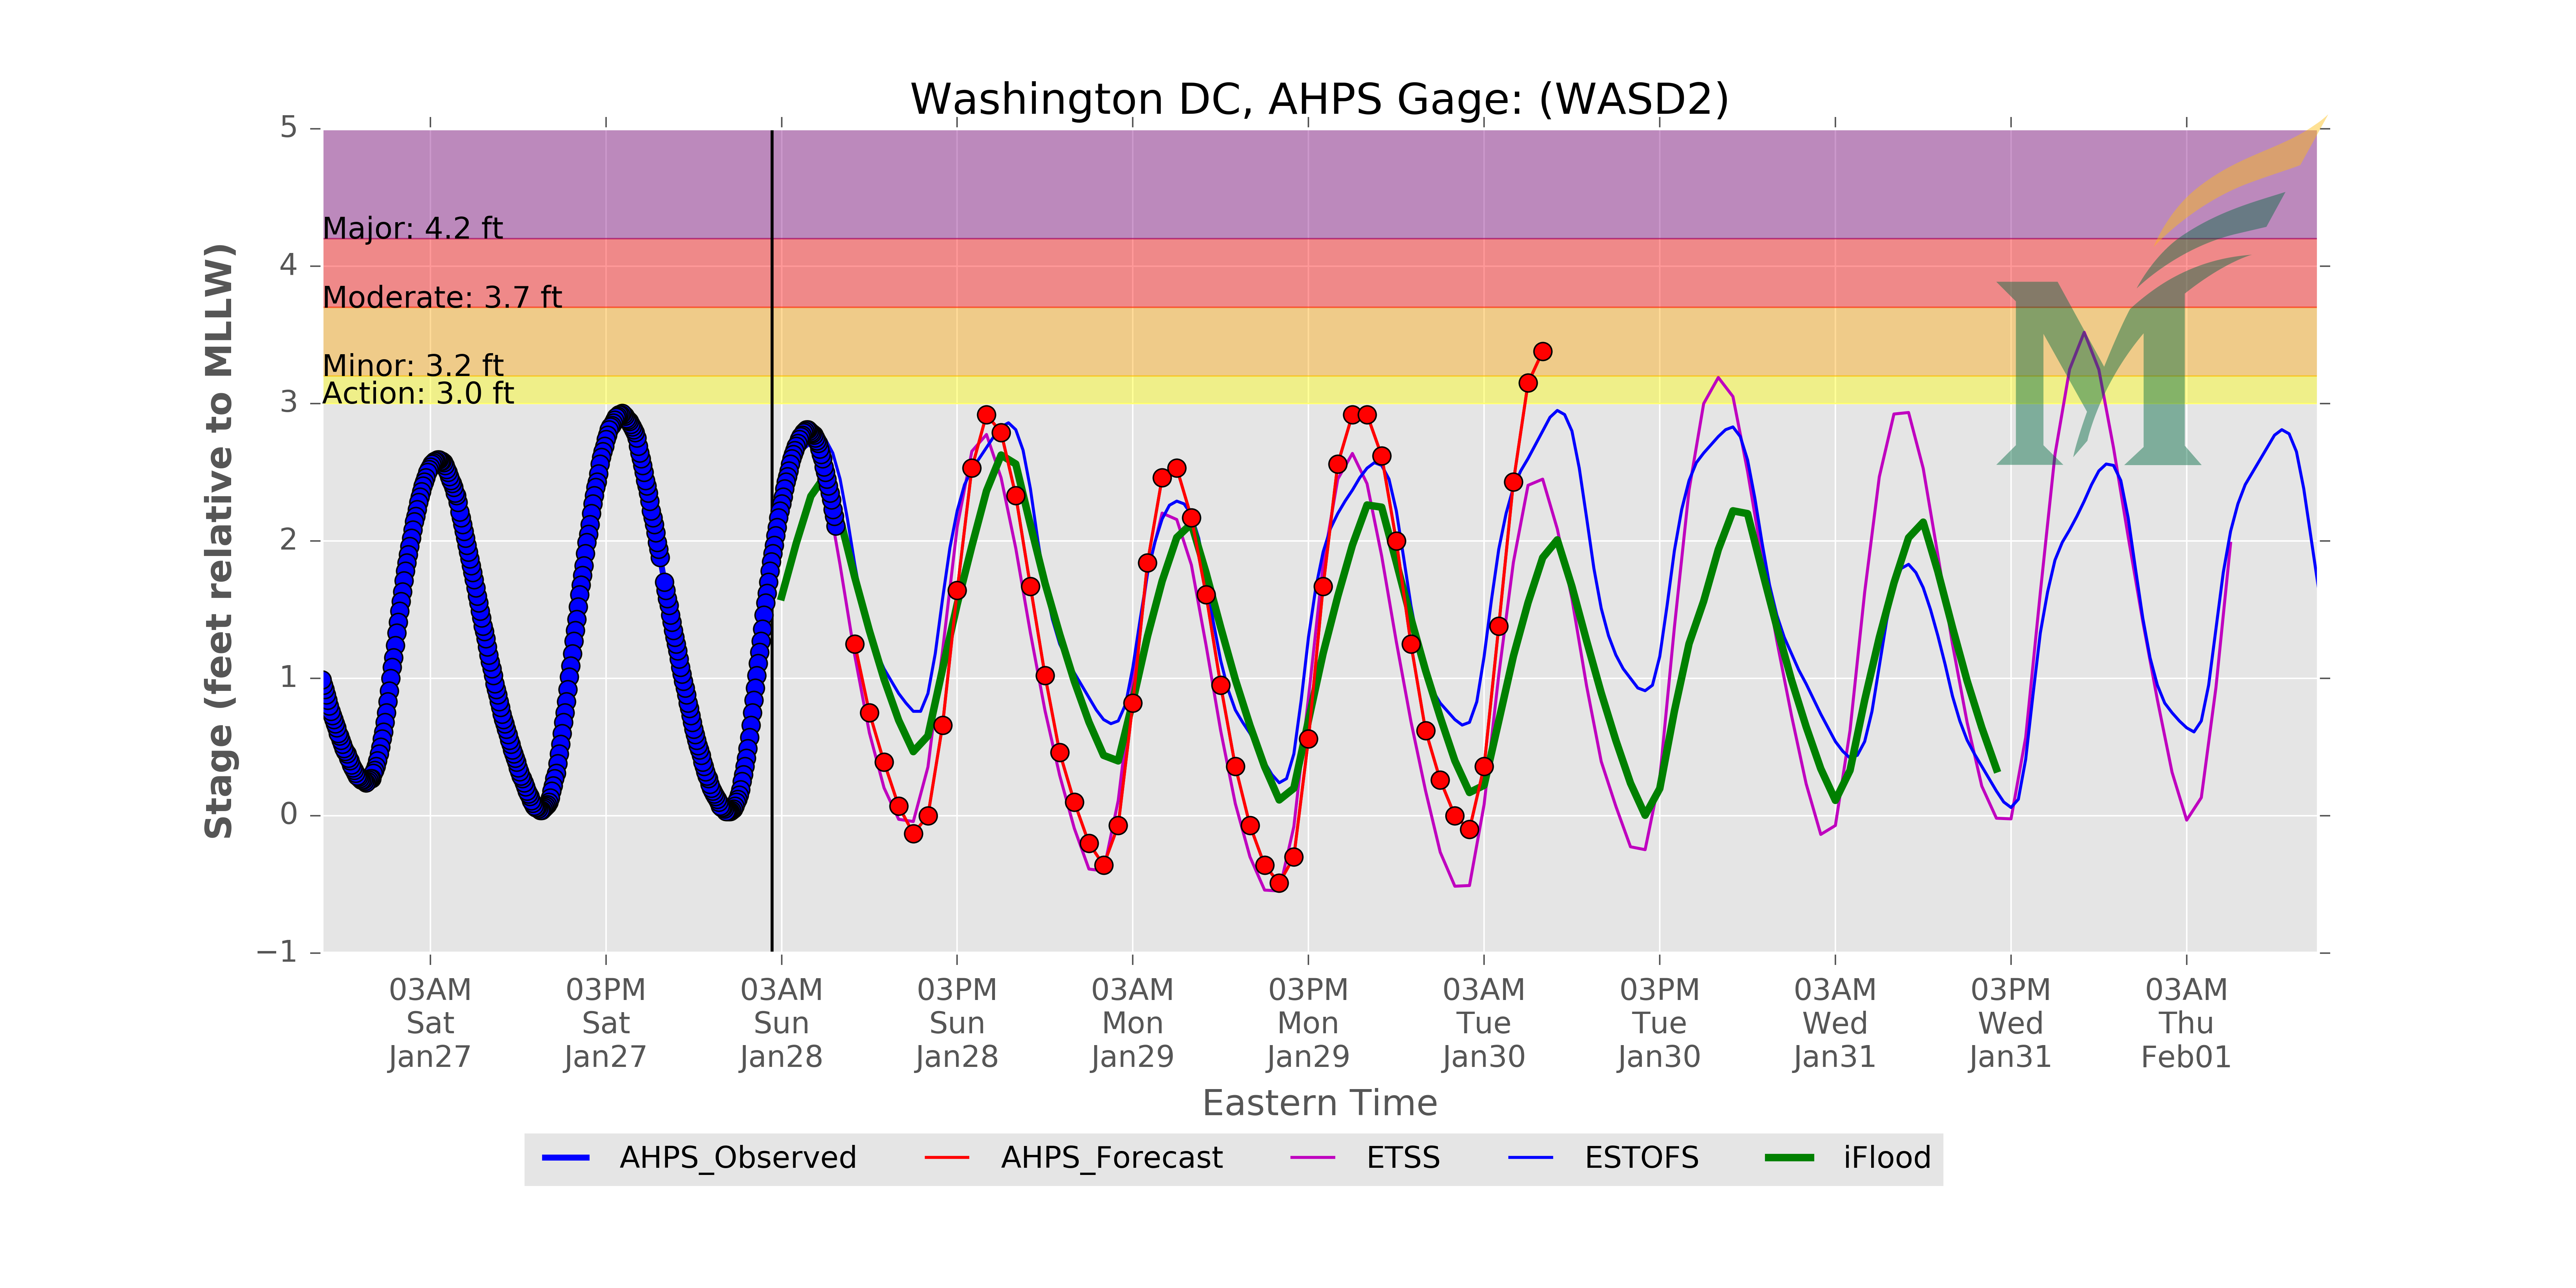 Washington DC, AHPS Gage: (WASD2)
Stage (feet relative to MLLW)
5
4
3
2
1
0
−1
Major: 4.2 ft
Moderate: 3.7 ft
Minor: 3.2 ft
Action: 3.0 ft
03AM 03PM 03AM 03PM 03AM 03PM 03AM 03PM 03AM 03PM 03AM
Sat Sat Sun Sun Mon Mon Tue Tue Wed Wed Thu
Jan27 Jan27 Jan28 Jan28 Jan29 Jan29 Jan30 Jan30 Jan31 Jan31 Feb01
Eastern Time
AHPS_Observed AHPS_Forecast ETSS ESTOFS iFlood
M